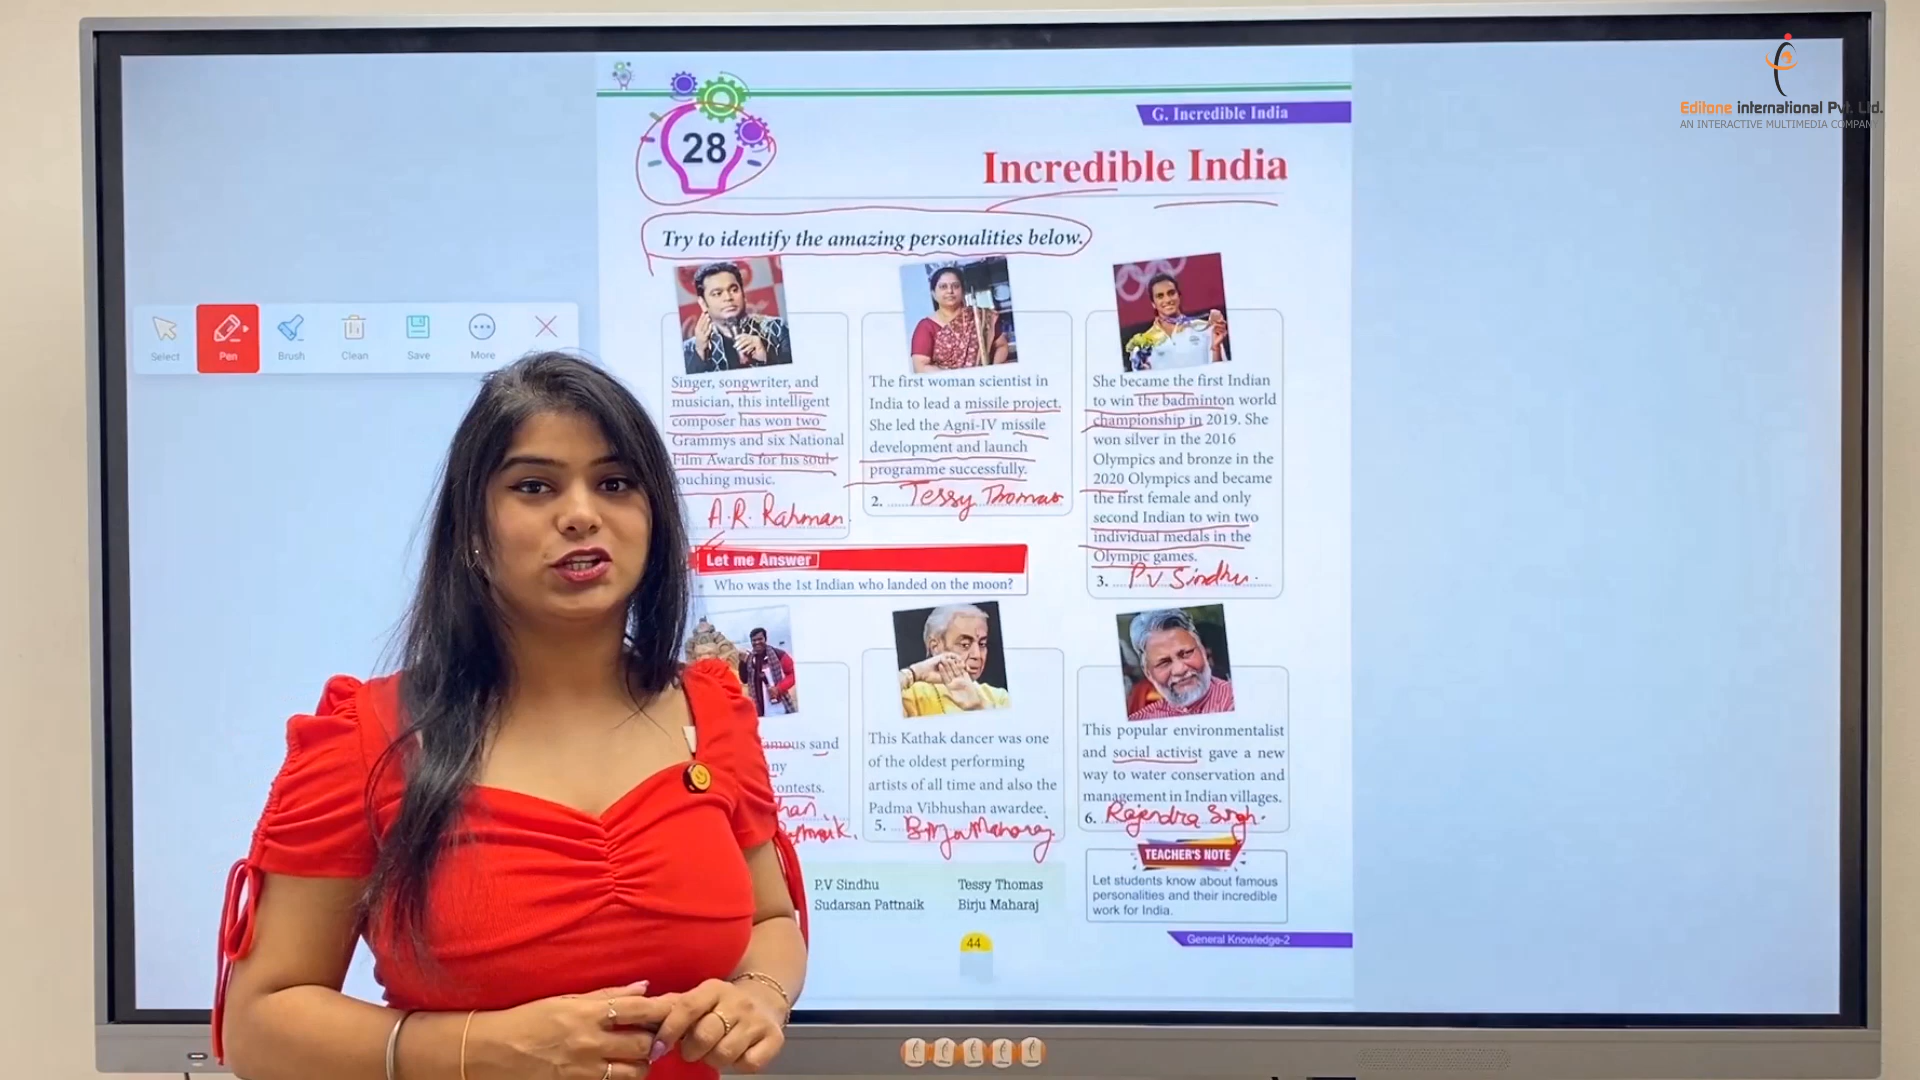 Editone international Pvt. Ltd.
AN INTERACTIVE MULTIMEDIA COMPANY
G. Incredible India
28
Incredible India
Try to identify the amazing personalities below.
Select
Pen
Brush
Clean
Save
More
Singer, songwriter, and
musician, this intelligent
composer has won two
Grammys and six National
Film Awards for his soul-
ouching music.
A.R. Rahman
The first woman scientist in
India to lead a missile project.
She led the Agni-IV missile
development and launch
programme successfully.
2. Tessy Thomas
She became the first Indian
to win the badminton world
championship in 2019. She
won silver in the 2016
Olympics and bronze in the
2020 Olympics and became
the first female and only
second Indian to win two
individual medals in the
Olympic games.
3. P V Sindhu
Let me Answer
Who was the 1st Indian who landed on the moon?
amous sand
ny
contests.
This Kathak dancer was one
of the oldest performing
artists of all time and also the
Padma Vibhushan awardee.
5. Birju Maharaj
This popular environmentalist
and social activist gave a new
way to water conservation and
management in Indian villages.
6. Rajendra Singh
TEACHER'S NOTE
Let students know about famous
personalities and their incredible
work for India.
P.V Sindhu
Tessy Thomas
Sudarsan Pattnaik
Birju Maharaj
44
General Knowledge-2